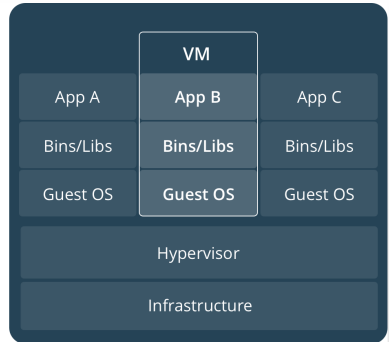 VM
App A App B App C
Bins/Libs Bins/Libs Bins/Libs
Guest OS Guest OS Guest OS
Hypervisor
Infrastructure